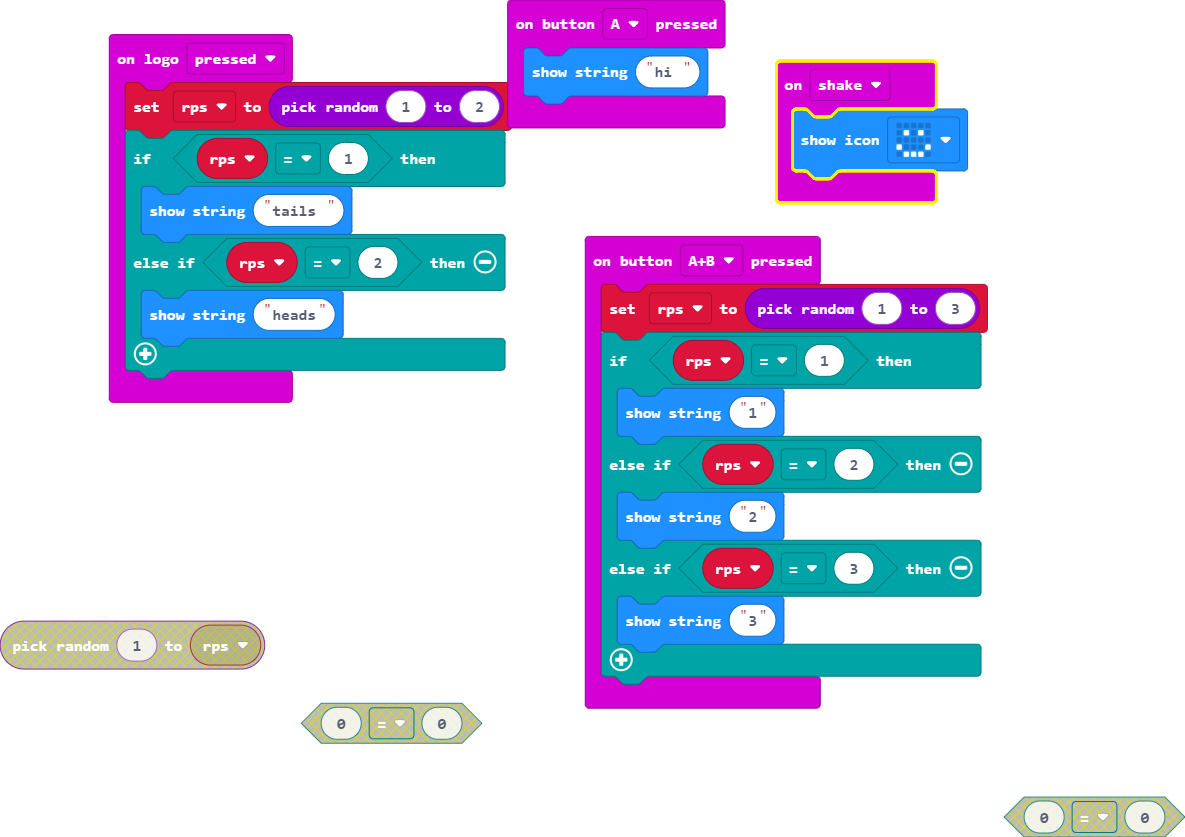 on logo pressed
set rps to pick random 1 to 2
if rps = 1 then
show string "tails "
else if rps = 2 then
show string "heads"
on button A pressed
show string "hi "
on shake
show icon
on button A+B pressed
set rps to pick random 1 to 3
if rps = 1 then
show string "1"
else if rps = 2 then
show string "2"
else if rps = 3 then
show string "3"
pick random 1 to rps
0 = 0
0 = 0